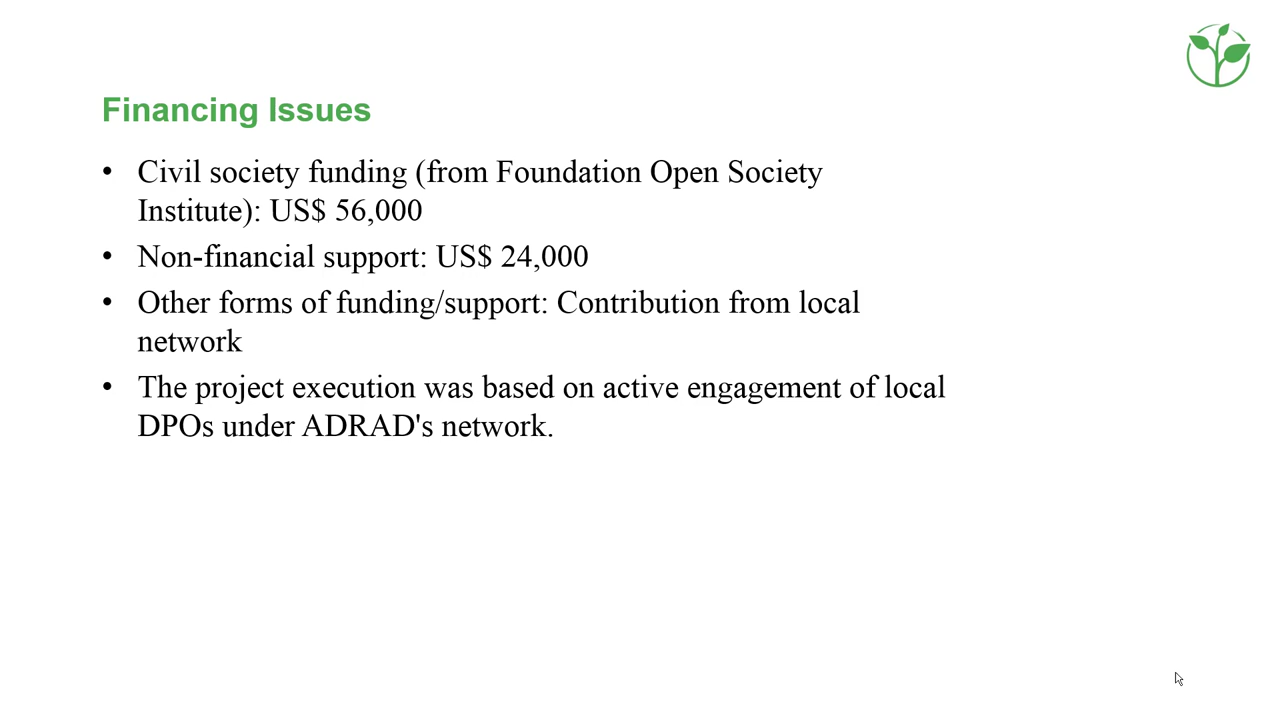 Financing Issues
• Civil society funding (from Foundation Open Society
Institute): US$ 56,000
• Non-financial support: US$ 24,000
• Other forms of funding/support: Contribution from local
network
• The project execution was based on active engagement of local
DPOs under ADRAD's network.